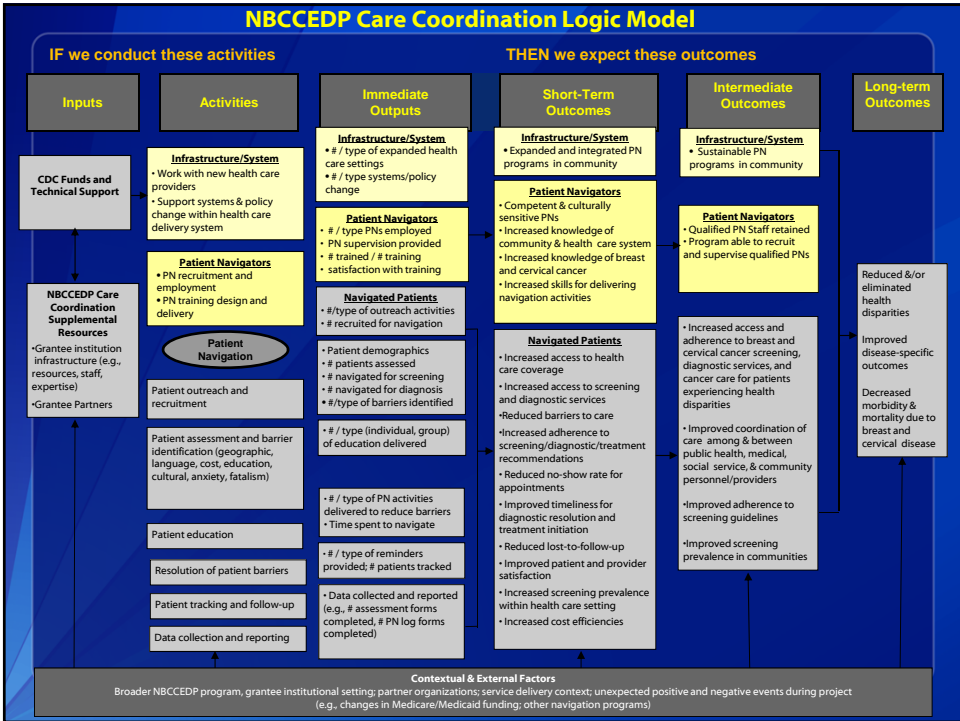 NBCCEDP Care Coordination Logic Model
IF we conduct these activities
THEN we expect these outcomes
Inputs
Activities
Immediate
Outputs
Short-Term
Outcomes
Intermediate
Outcomes
Long-term
Outcomes
CDC Funds and
Technical Support
NBCCEDP Care
Coordination
Supplemental
Resources
•Grantee institution
infrastructure (e.g.,
resources, staff,
expertise)
•Grantee Partners
Infrastructure/System
• Work with new health care
providers
• Support systems & policy
change within health care
delivery system
Patient Navigators
• PN recruitment and
employment
• PN training design and
delivery
Patient
Navigation
Patient outreach and
recruitment
Patient assessment and barrier
identification (geographic,
language, cost, education,
cultural, anxiety, fatalism)
Patient education
Resolution of patient barriers
Patient tracking and follow-up
Data collection and reporting
Infrastructure/System
• # / type of expanded health
care settings
• # / type systems/policy
change
Patient Navigators
• # / type PNs employed
• PN supervision provided
• # trained / # training
• satisfaction with training
Navigated Patients
• #/type of outreach activities
• # recruited for navigation
• Patient demographics
• # patients assessed
• # navigated for screening
• # navigated for diagnosis
• #/type of barriers identified
• # / type (individual, group)
of education delivered
• # / type of PN activities
delivered to reduce barriers
• Time spent to navigate
• # / type of reminders
provided; # patients tracked
• Data collected and reported
(e.g., # assessment forms
completed, # PN log forms
completed)
Infrastructure/System
• Expanded and integrated PN
programs in community
Patient Navigators
• Competent & culturally
sensitive PNs
• Increased knowledge of
community & health care system
• Increased knowledge of breast
and cervical cancer
• Increased skills for delivering
navigation activities
Navigated Patients
• Increased access to health
care coverage
• Increased access to screening
and diagnostic services
•Reduced barriers to care
•Increased adherence to
screening/diagnostic/treatment
recommendations
• Reduced no-show rate for
appointments
• Improved timeliness for
diagnostic resolution and
treatment initiation
• Reduced lost-to-follow-up
• Improved patient and provider
satisfaction
• Increased screening prevalence
within health care setting
• Increased cost efficiencies
Infrastructure/System
• Sustainable PN
programs in community
Patient Navigators
• Qualified PN Staff retained
• Program able to recruit
and supervise qualified PNs
• Increased access and
adherence to breast and
cervical cancer screening,
diagnostic services, and
cancer care for patients
experiencing health
disparities
• Improved coordination of
care among & between
public health, medical,
social service, & community
personnel/providers
•Improved adherence to
screening guidelines
•Improved screening
prevalence in communities
Reduced &/or
eliminated
health
disparities
Improved
disease-specific
outcomes
Decreased
morbidity &
mortality due to
breast and
cervical disease
Contextual & External Factors
Broader NBCCEDP program, grantee institutional setting; partner organizations; service delivery context; unexpected positive and negative events during project
(e.g., changes in Medicare/Medicaid funding; other navigation programs)